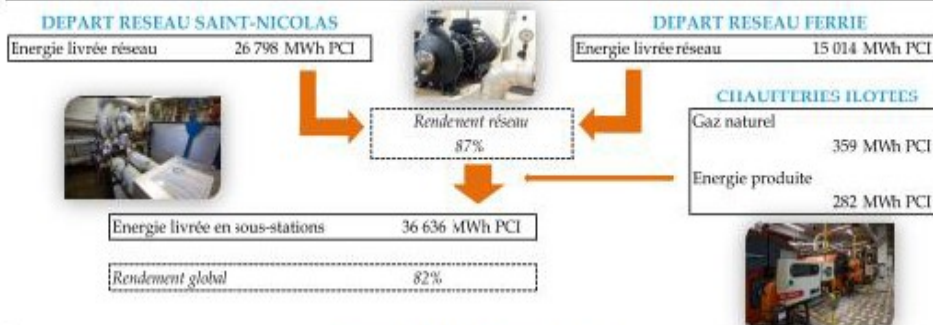 DEPART RESEAU SAINT-NICOLAS
Energie livrée réseau 26 798 MWh PCI
DEPART RESEAU FERRIE
Energie livrée réseau 15 014 MWh PCI
Rendement réseau
87%
CHAUFFERIES ILOTEES
Gaz naturel
359 MWh PCI
Energie produite
282 MWh PCI
Energie livrée en sous-stations 36 636 MWh PCI
Rendement global 82%